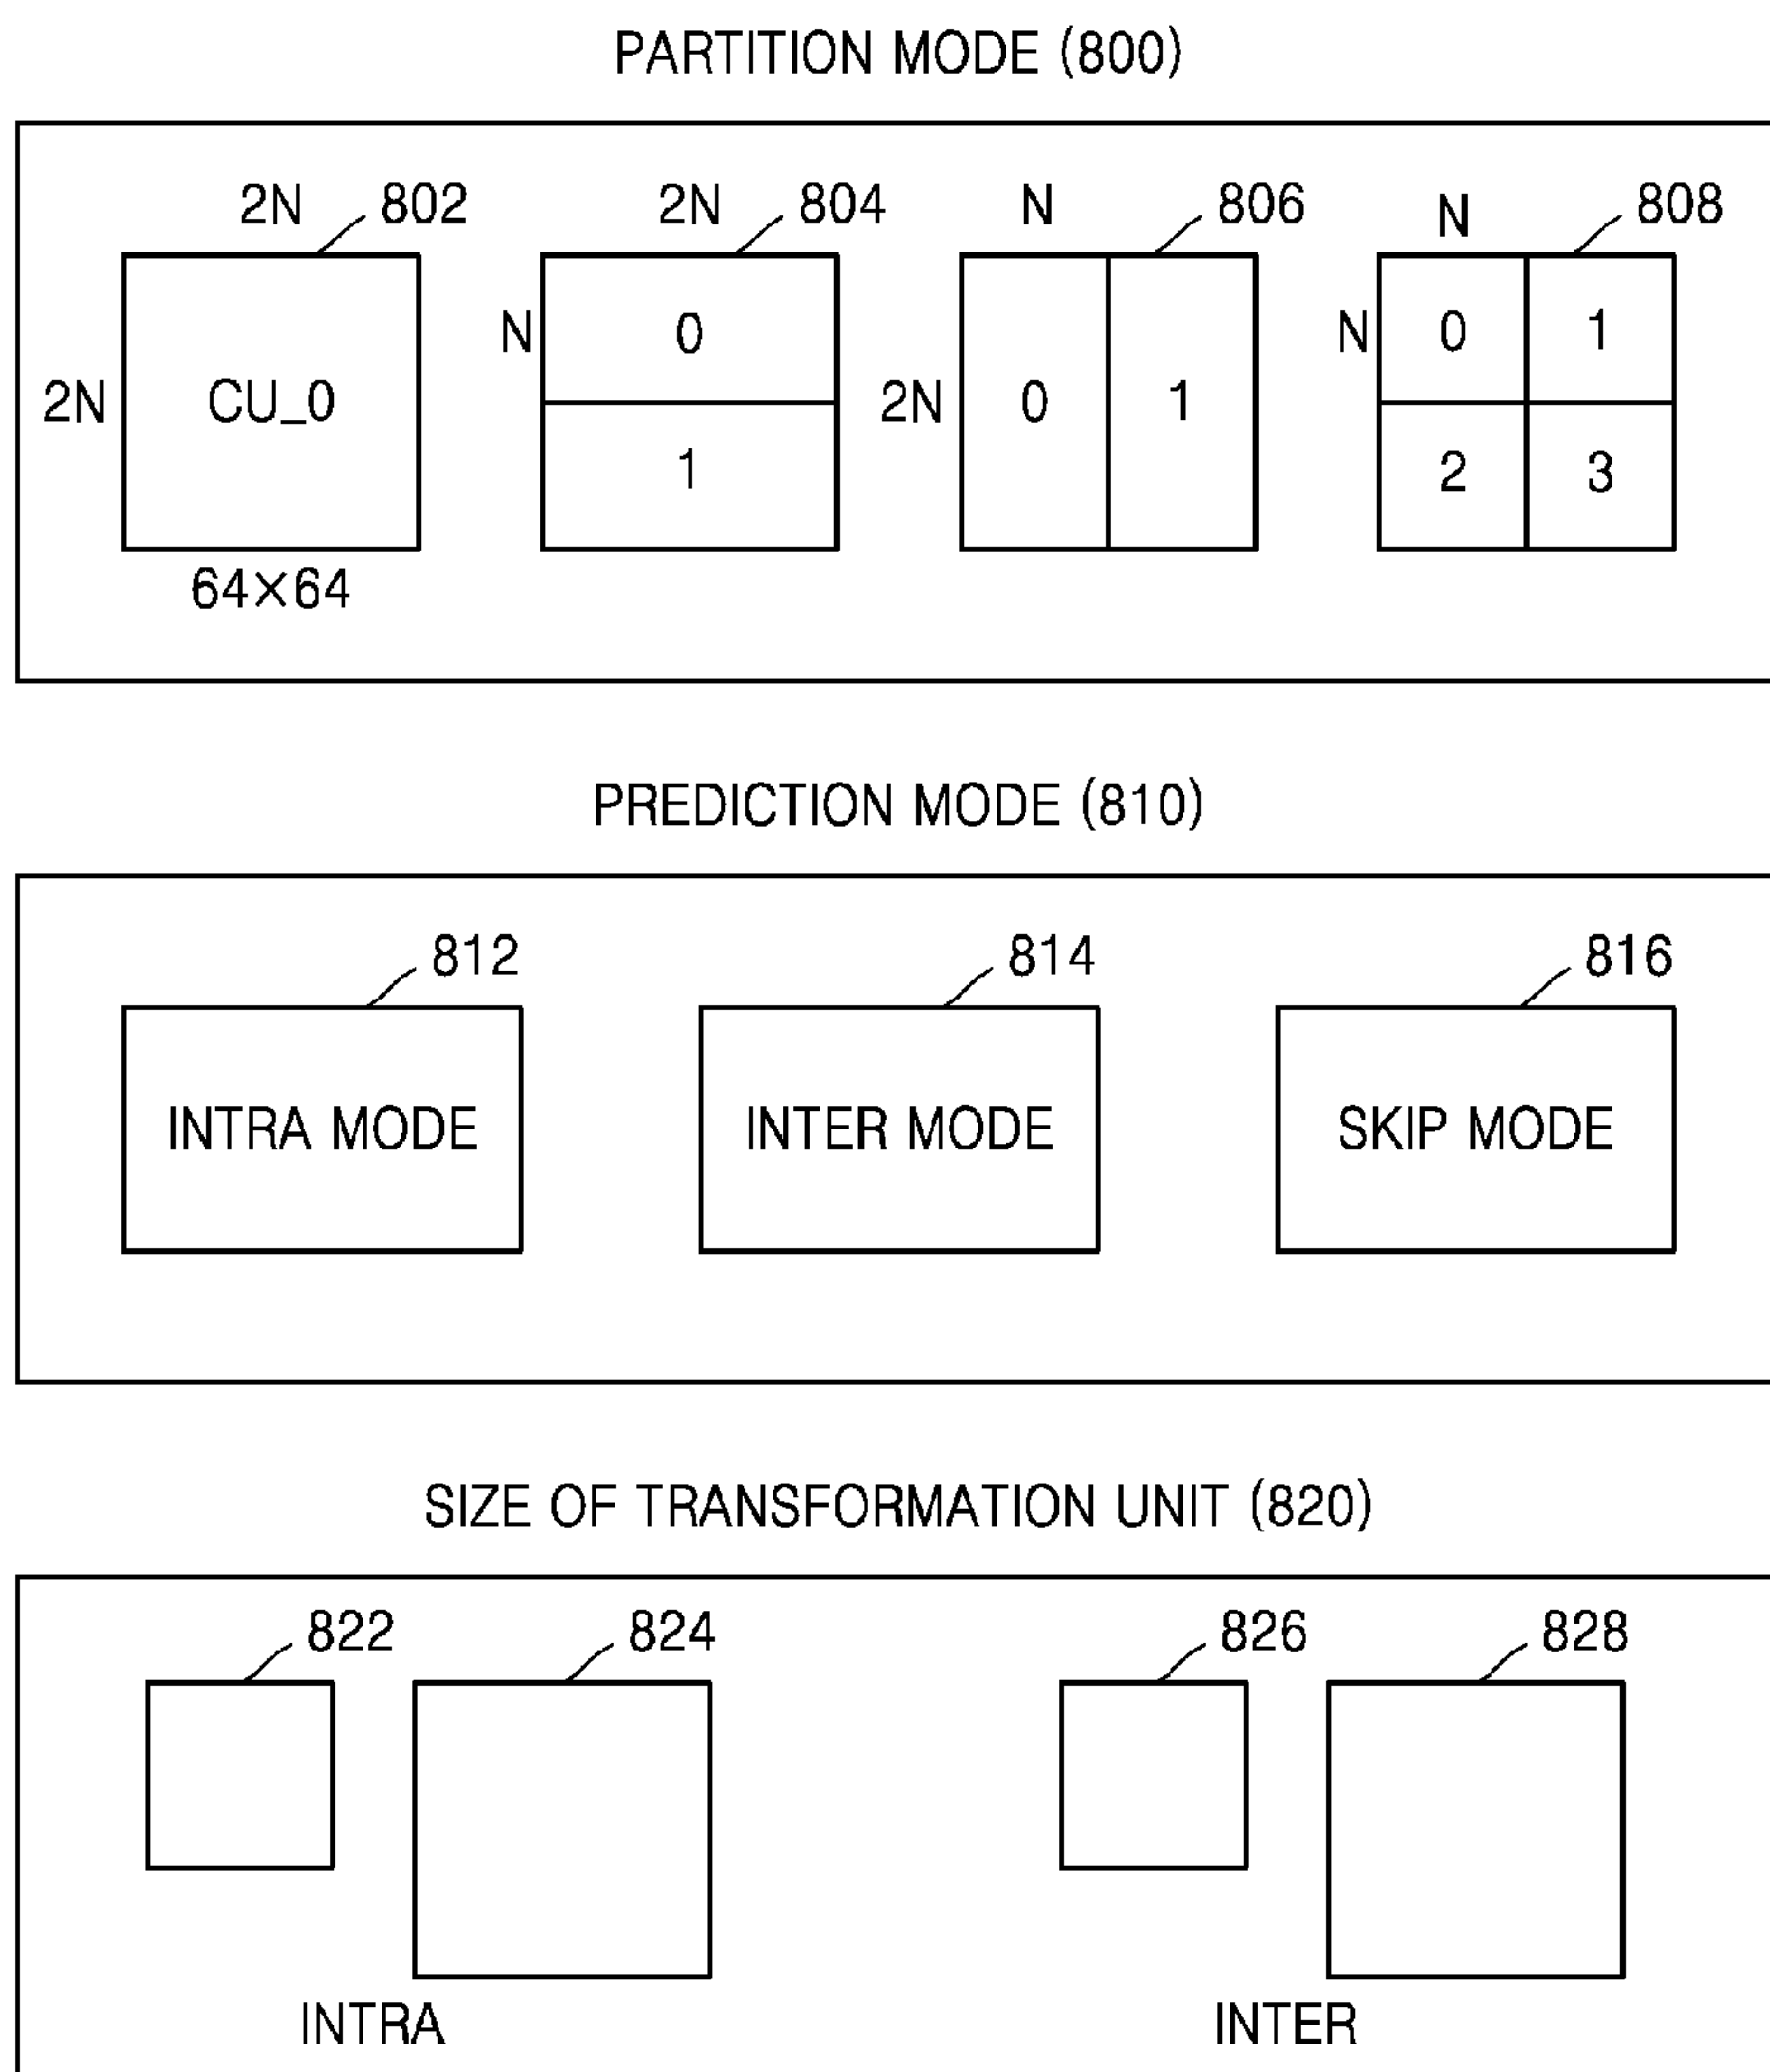 PARTITION MODE (800)
2N 802 2N 804 N 806 N 808
N 0 N 0 1
2N CU_0 2N 0 1
1 2 3
64×64
PREDICTION MODE (810)
812 814 816
INTRA MODE INTER MODE SKIP MODE
SIZE OF TRANSFORMATION UNIT (820)
822 824 826 828
INTRA INTER